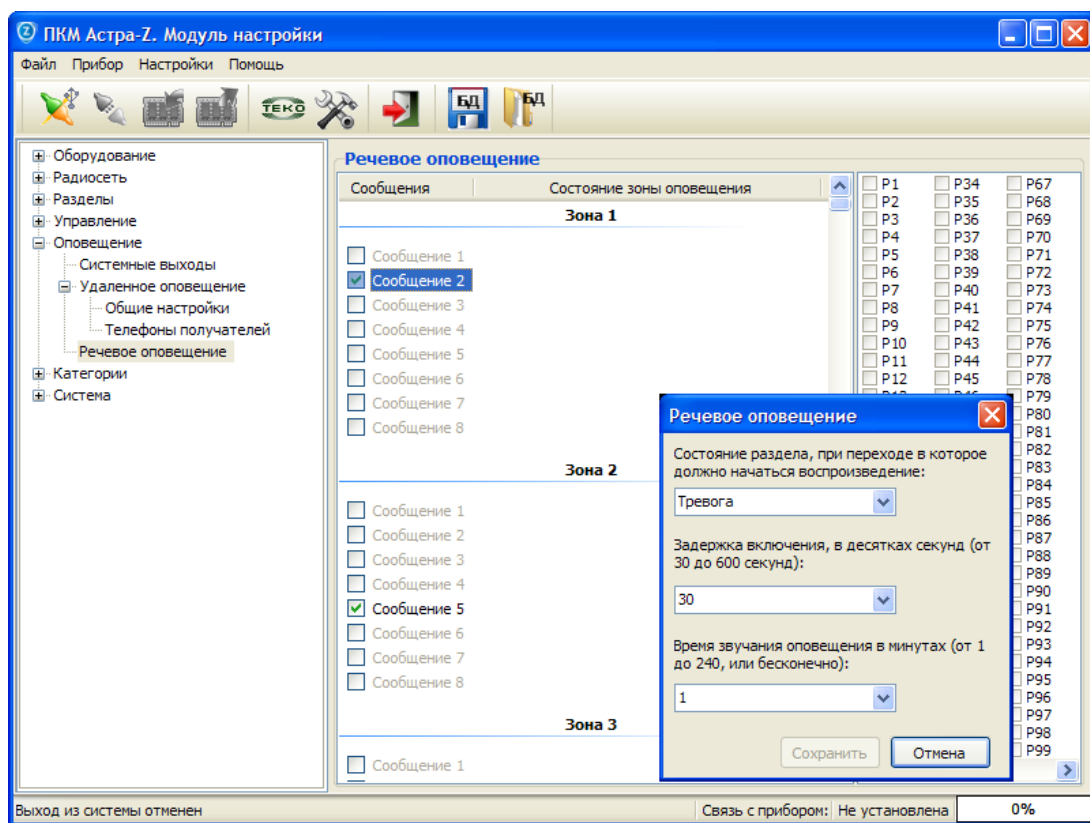 ПКМ Астра-Z. Модуль настройки
Файл Прибор Настройки Помощь
ТЕКО БД БД
Оборудование
Радиосеть
Разделы
Управление
Оповещение
Системные выходы
Удаленное оповещение
Общие настройки
Телефоны получателей
Речевое оповещение
Категории
Система
Речевое оповещение
Сообщения Состояние зоны оповещения
Зона 1
Сообщение 1
Сообщение 2
Сообщение 3
Сообщение 4
Сообщение 5
Сообщение 6
Сообщение 7
Сообщение 8
Зона 2
Сообщение 1
Сообщение 2
Сообщение 3
Сообщение 4
Сообщение 5
Сообщение 6
Сообщение 7
Сообщение 8
Зона 3
Сообщение 1
P1 P34 P67
P2 P35 P68
P3 P36 P69
P4 P37 P70
P5 P38 P71
P6 P39 P72
P7 P40 P73
P8 P41 P74
P9 P42 P75
P10 P43 P76
P11 P44 P77
P12 P45 P78
P79
P80
P81
P82
P83
P84
P85
P86
P87
P88
P89
P90
P91
P92
P93
P94
P95
P96
P97
P98
P99
Речевое оповещение
Состояние раздела, при переходе в которое
должно начаться воспроизведение:
Тревога
Задержка включения, в десятках секунд (от
30 до 600 секунд):
30
Время звучания оповещения в минутах (от 1
до 240, или бесконечно):
1
Сохранить Отмена
Выход из системы отменен Связь с прибором: Не установлена 0%